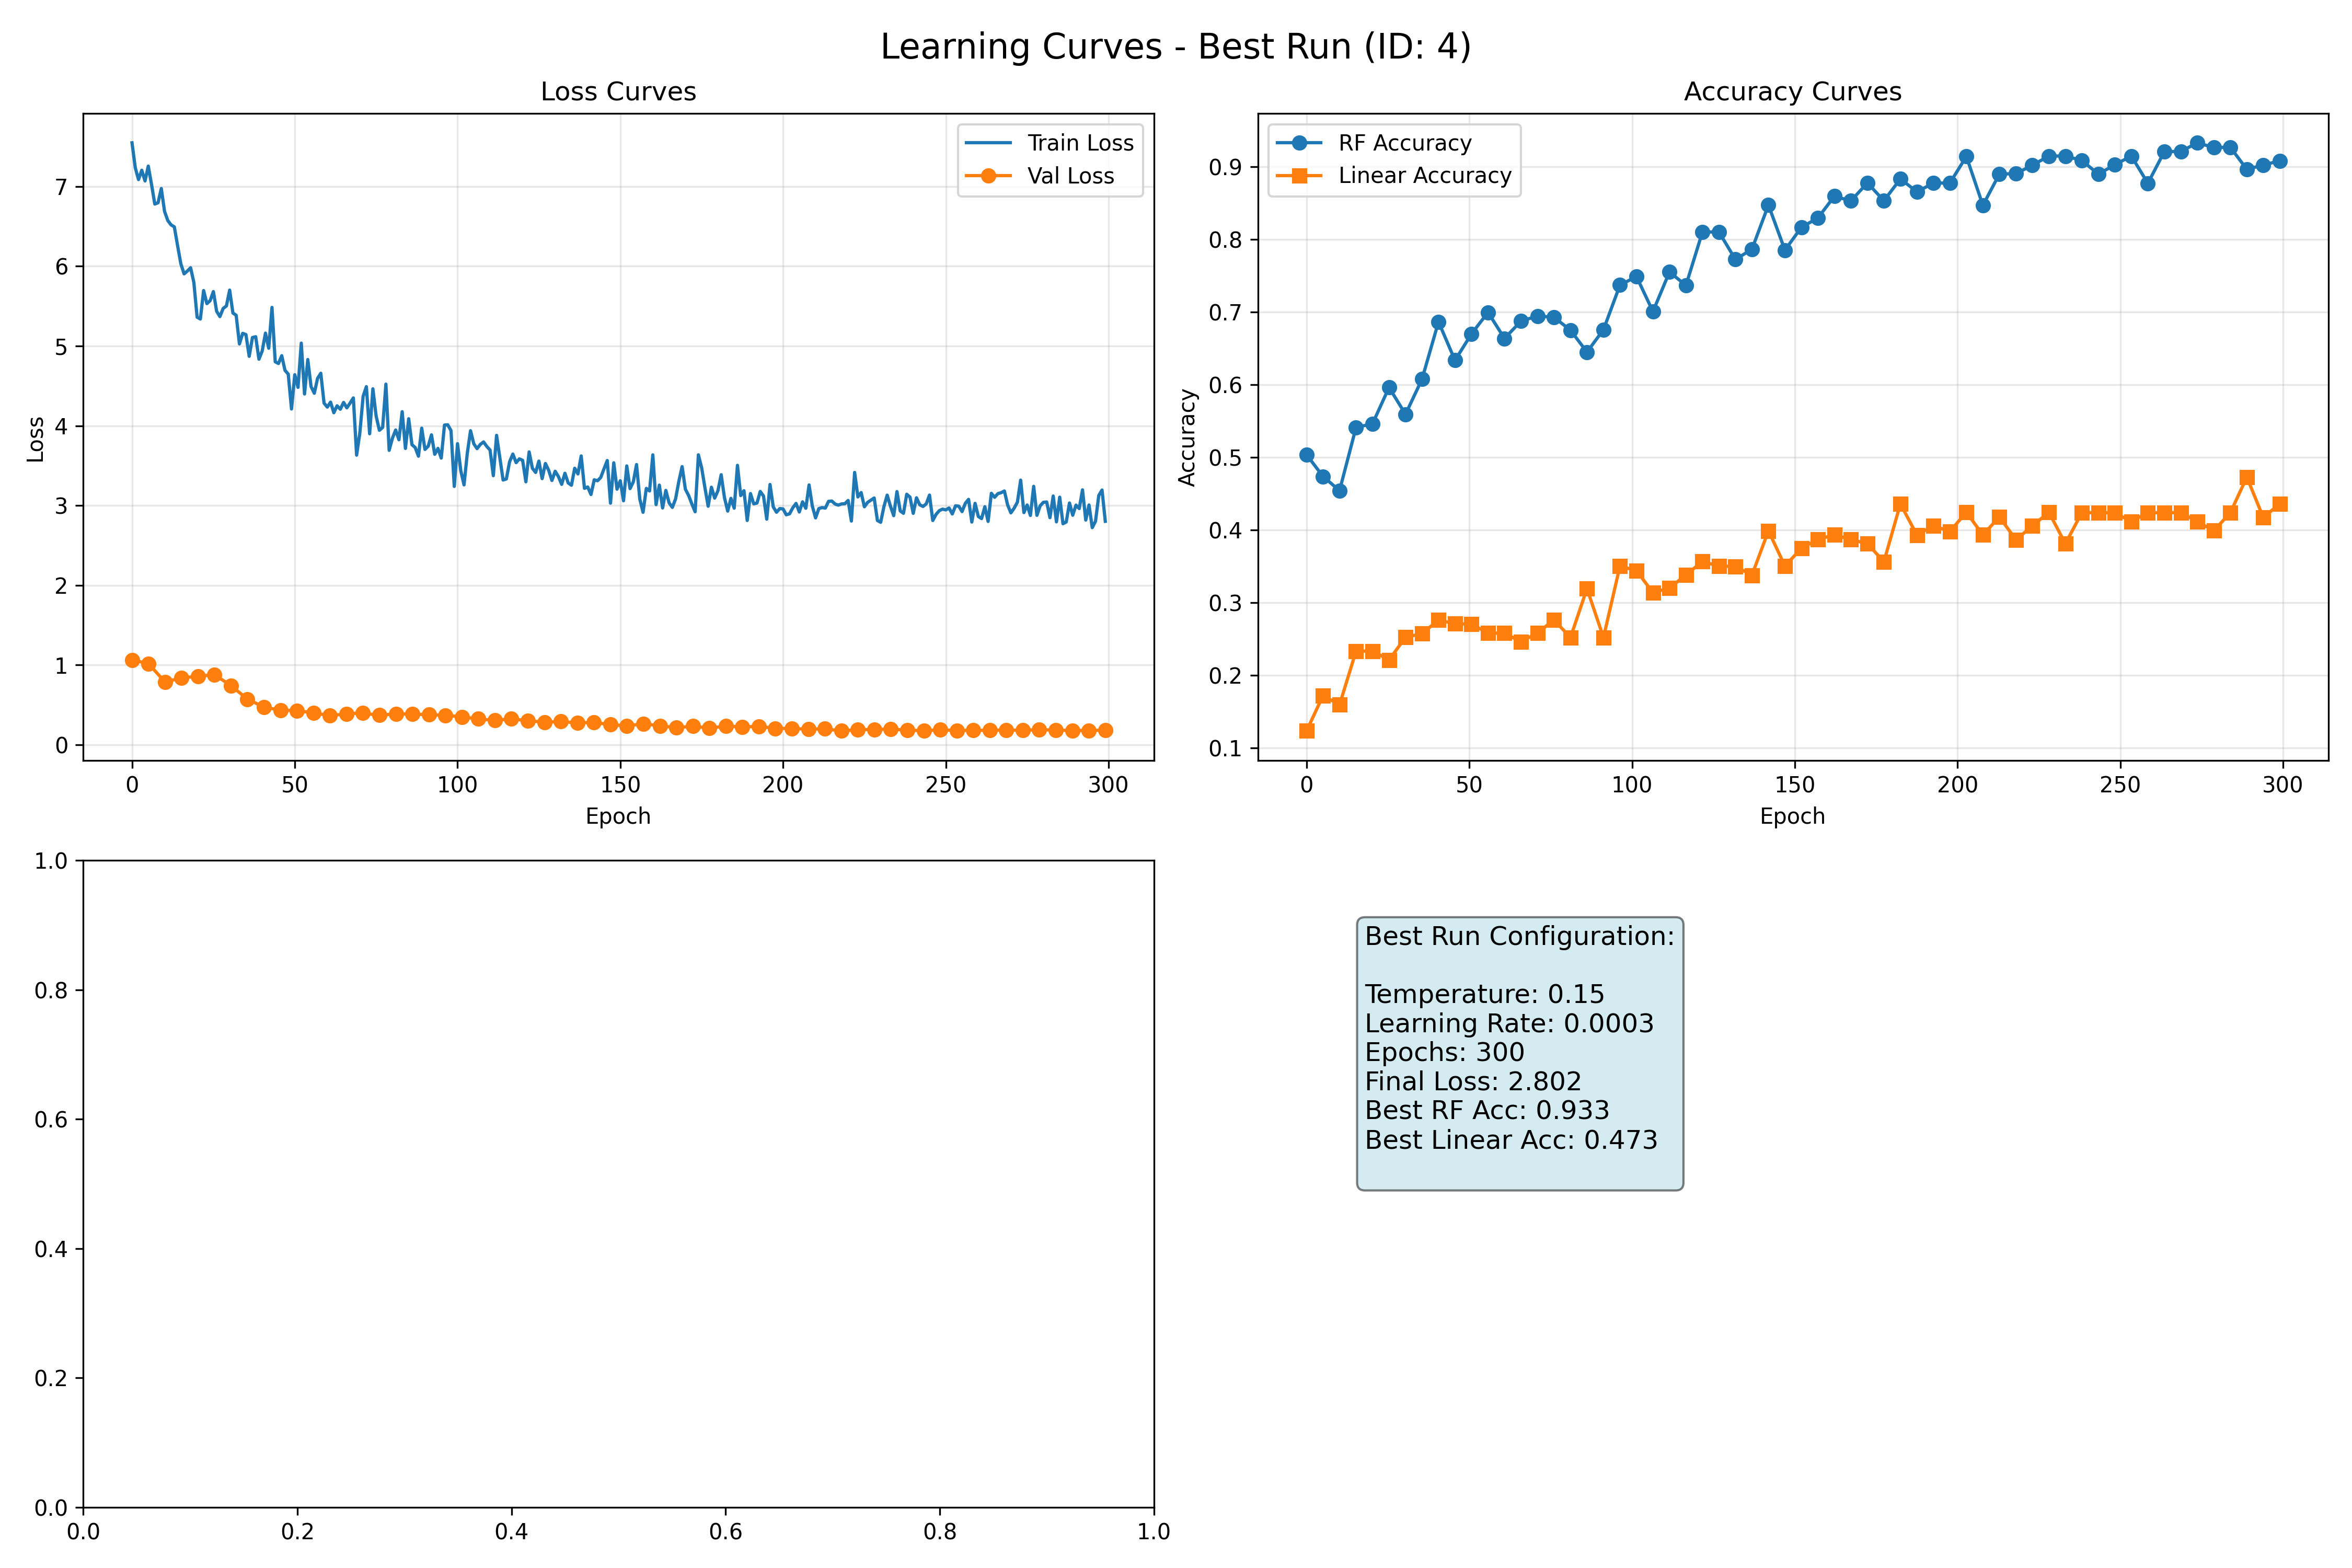 Learning Curves - Best Run (ID: 4)
Loss Curves
Train Loss
Val Loss
Loss
7
6
5
4
3
2
1
0
0 50 100 150 200 250 300
Epoch
Accuracy Curves
RF Accuracy
Linear Accuracy
Accuracy
0.9
0.8
0.7
0.6
0.5
0.4
0.3
0.2
0.1
0 50 100 150 200 250 300
Epoch
1.0
0.8
0.6
0.4
0.2
0.0
0.0 0.2 0.4 0.6 0.8 1.0
Best Run Configuration:
Temperature: 0.15
Learning Rate: 0.0003
Epochs: 300
Final Loss: 2.802
Best RF Acc: 0.933
Best Linear Acc: 0.473